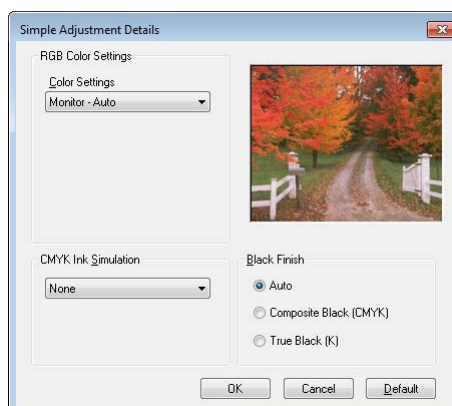 Simple Adjustment Details
RGB Color Settings
Color Settings
Monitor - Auto
CMYK Ink Simulation
None
Black Finish
Auto
Composite Black (CMYK)
True Black (K)
OK Cancel Default